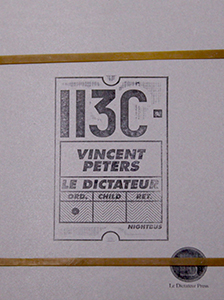 113C
VINCENT
PETERS
LE DICTATEUR
ORD. CHILD RET.
NIGHTBUS
Le Dictateur Press